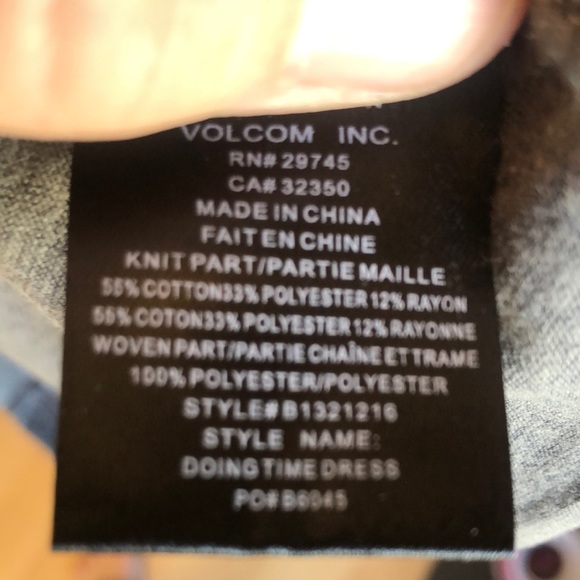 VOLCOM INC.
RN# 29745
CA# 32350
MADE IN CHINA
FAIT EN CHINE
KNIT PART/PARTIE MAILLE
55% COTTON33% POLYESTER 12% RAYON
55% COTON33% POLYESTER 12% RAYONNE
WOVEN PART/PARTIE CHAÎNE ET TRAME
100% POLYESTER/POLYESTER
STYLE# B1321216
STYLE NAME:
DOING TIME DRESS
PO# B6945